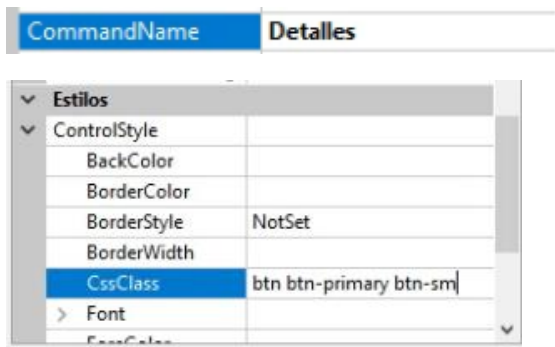 CommandName Detalles
Estilos
ControlStyle
BackColor
BorderColor
BorderStyle NotSet
BorderWidth
CssClass btn btn-primary btn-sm
Font